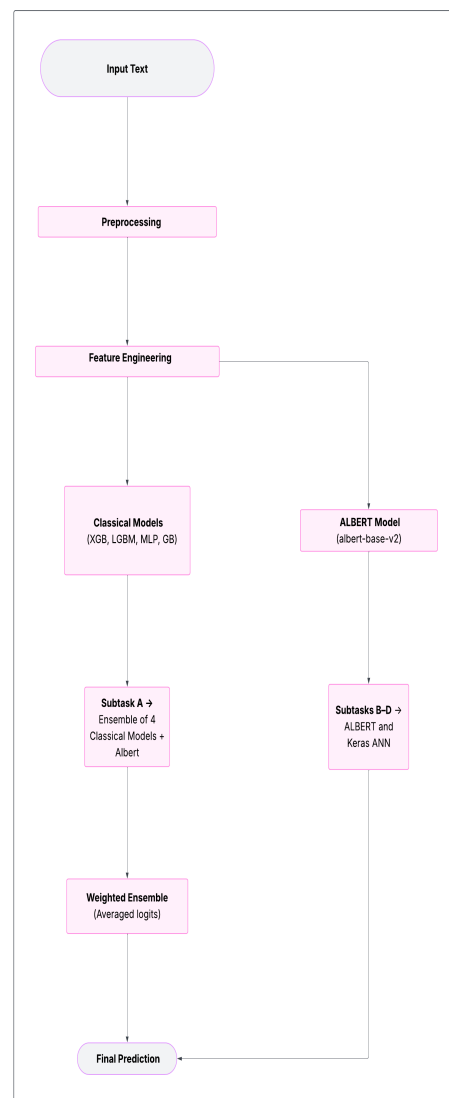 Input Text
Preprocessing
Feature Engineering
Classical Models
(XGB, LGBM, MLP, GB)
ALBERT Model
(albert-base-v2)
Subtask A →
Ensemble of 4
Classical Models +
Albert
Subtasks B–D →
ALBERT and
Keras ANN
Weighted Ensemble
(Averaged logits)
Final Prediction